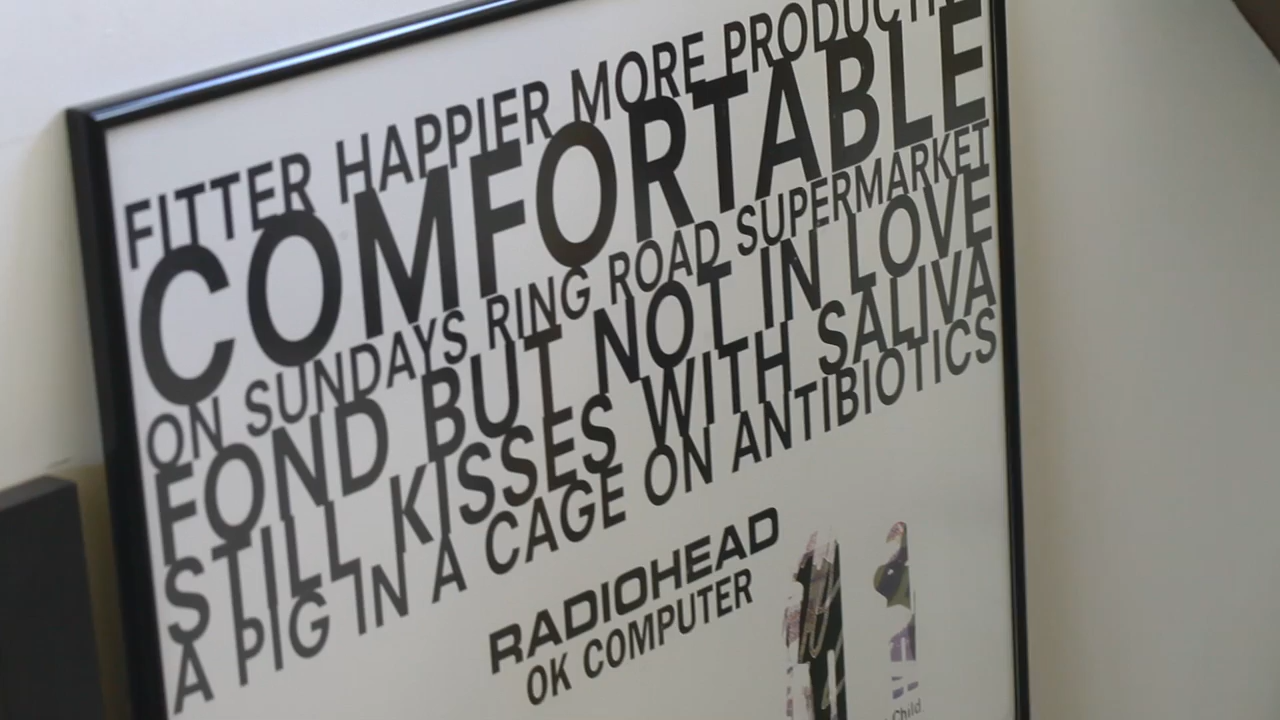 FITTER HAPPIER MORE
COMFORTABLE
ON SUNDAYS RING ROAD SUPERMARKET
FOND BUT NOT IN LOVE
STILL KISSES WITH SALIVA
A PIG IN A CAGE ON ANTIBIOTICS
RADIOHEAD
OK COMPUTER
Child